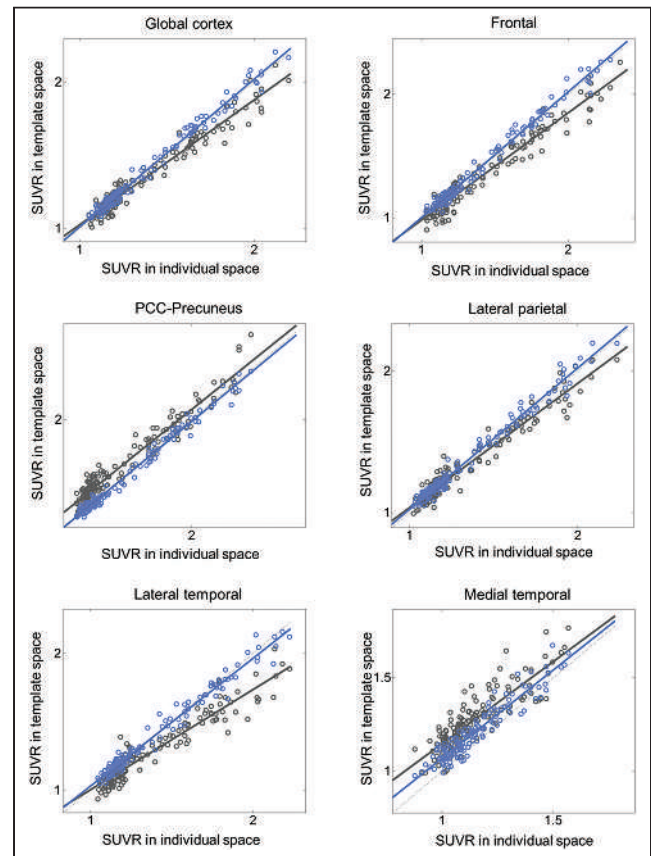 Global cortex
SUVR in template space
2
1
1
2
SUVR in individual space
Frontal
SUVR in template space
2
1
1
2
SUVR in individual space
PCC-Precuneus
SUVR in template space
2
2
SUVR in individual space
Lateral parietal
SUVR in template space
2
1
1
2
SUVR in individual space
Lateral temporal
SUVR in template space
2
1
1
2
SUVR in individual space
Medial temporal
SUVR in template space
1.5
1
1
1.5
SUVR in individual space